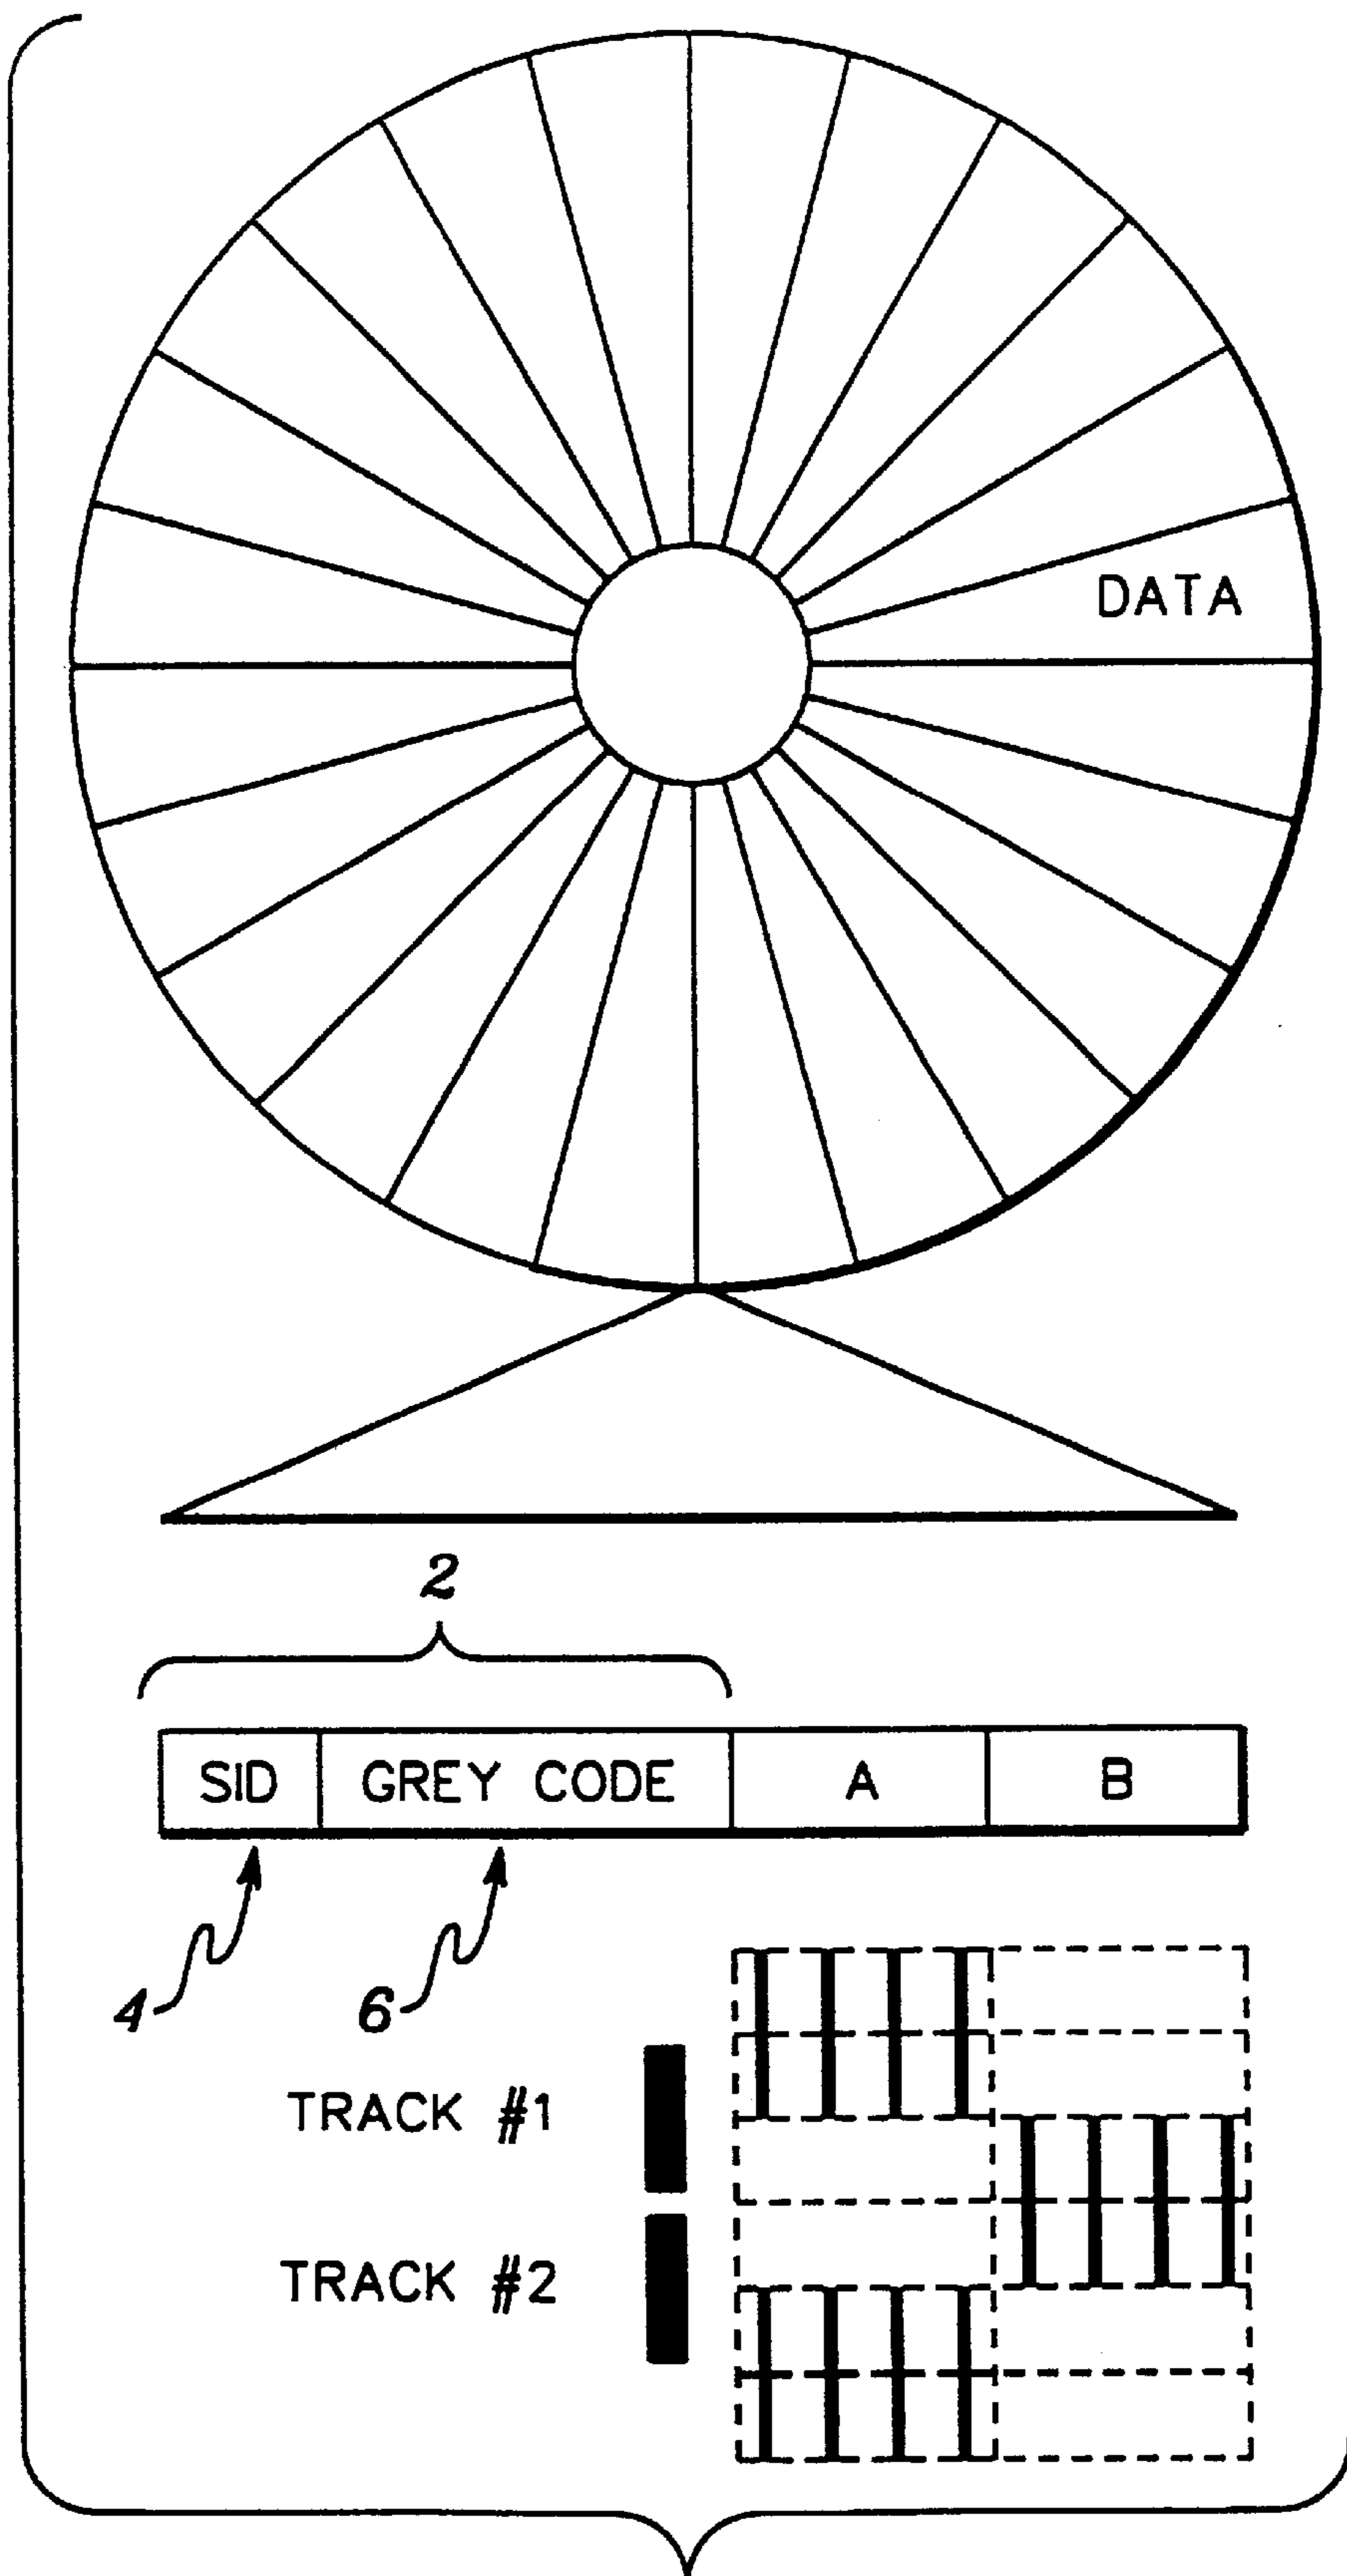 DATA
2
SID GREY CODE A B
4 6
TRACK #1
TRACK #2